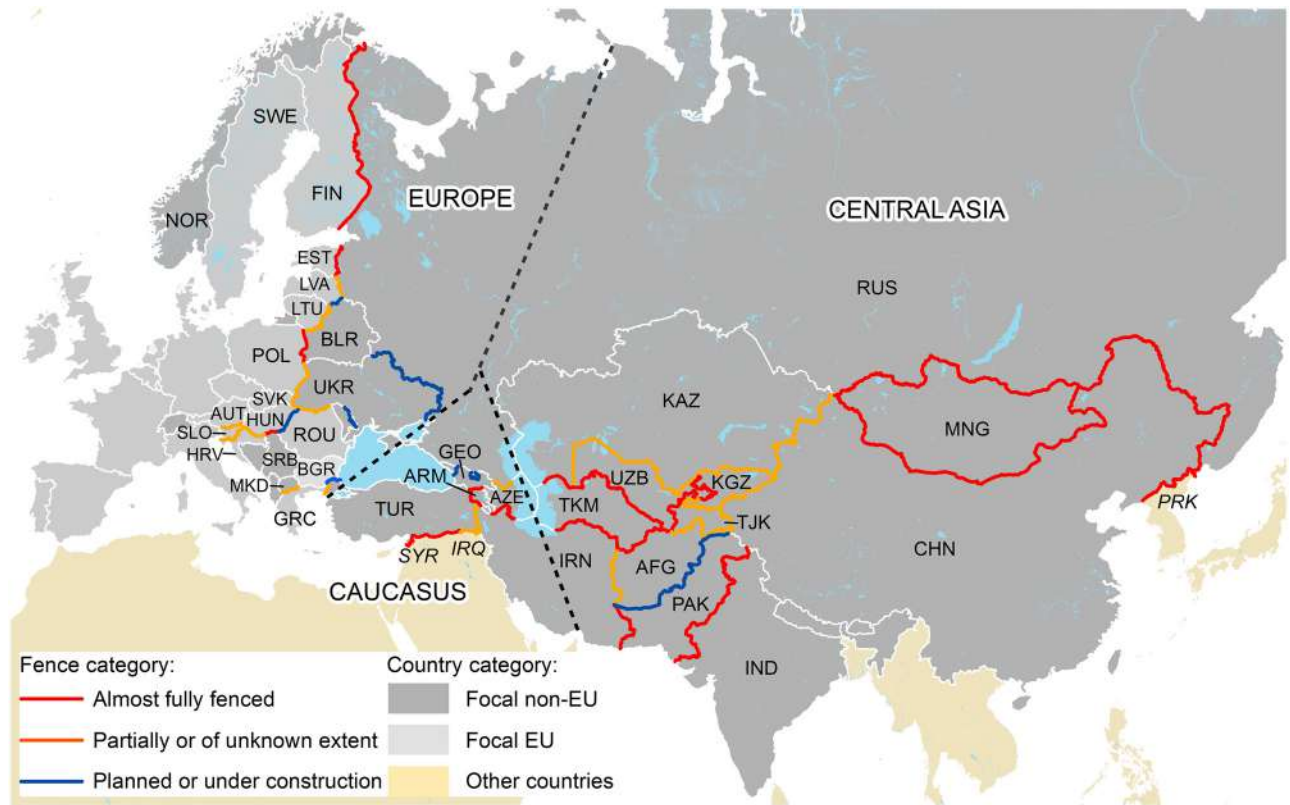 SWE
FIN
NOR
EUROPE
CENTRAL ASIA
EST
LVA
RUS
LTU
BLR
POL
UKR
SVK
KAZ
AUT
HUN
MNG
SLO
ROU
HRV
SRB
GEO
BGR
ARM
UZB
KGZ
MKD
AZE
TKM
PRK
GRC
TUR
TJK
SYR
IRQ
IRN
AFG
CHN
CAUCASUS
PAK
IND
Fence category:
Almost fully fenced
Partially or of unknown extent
Planned or under construction
Country category:
Focal non-EU
Focal EU
Other countries